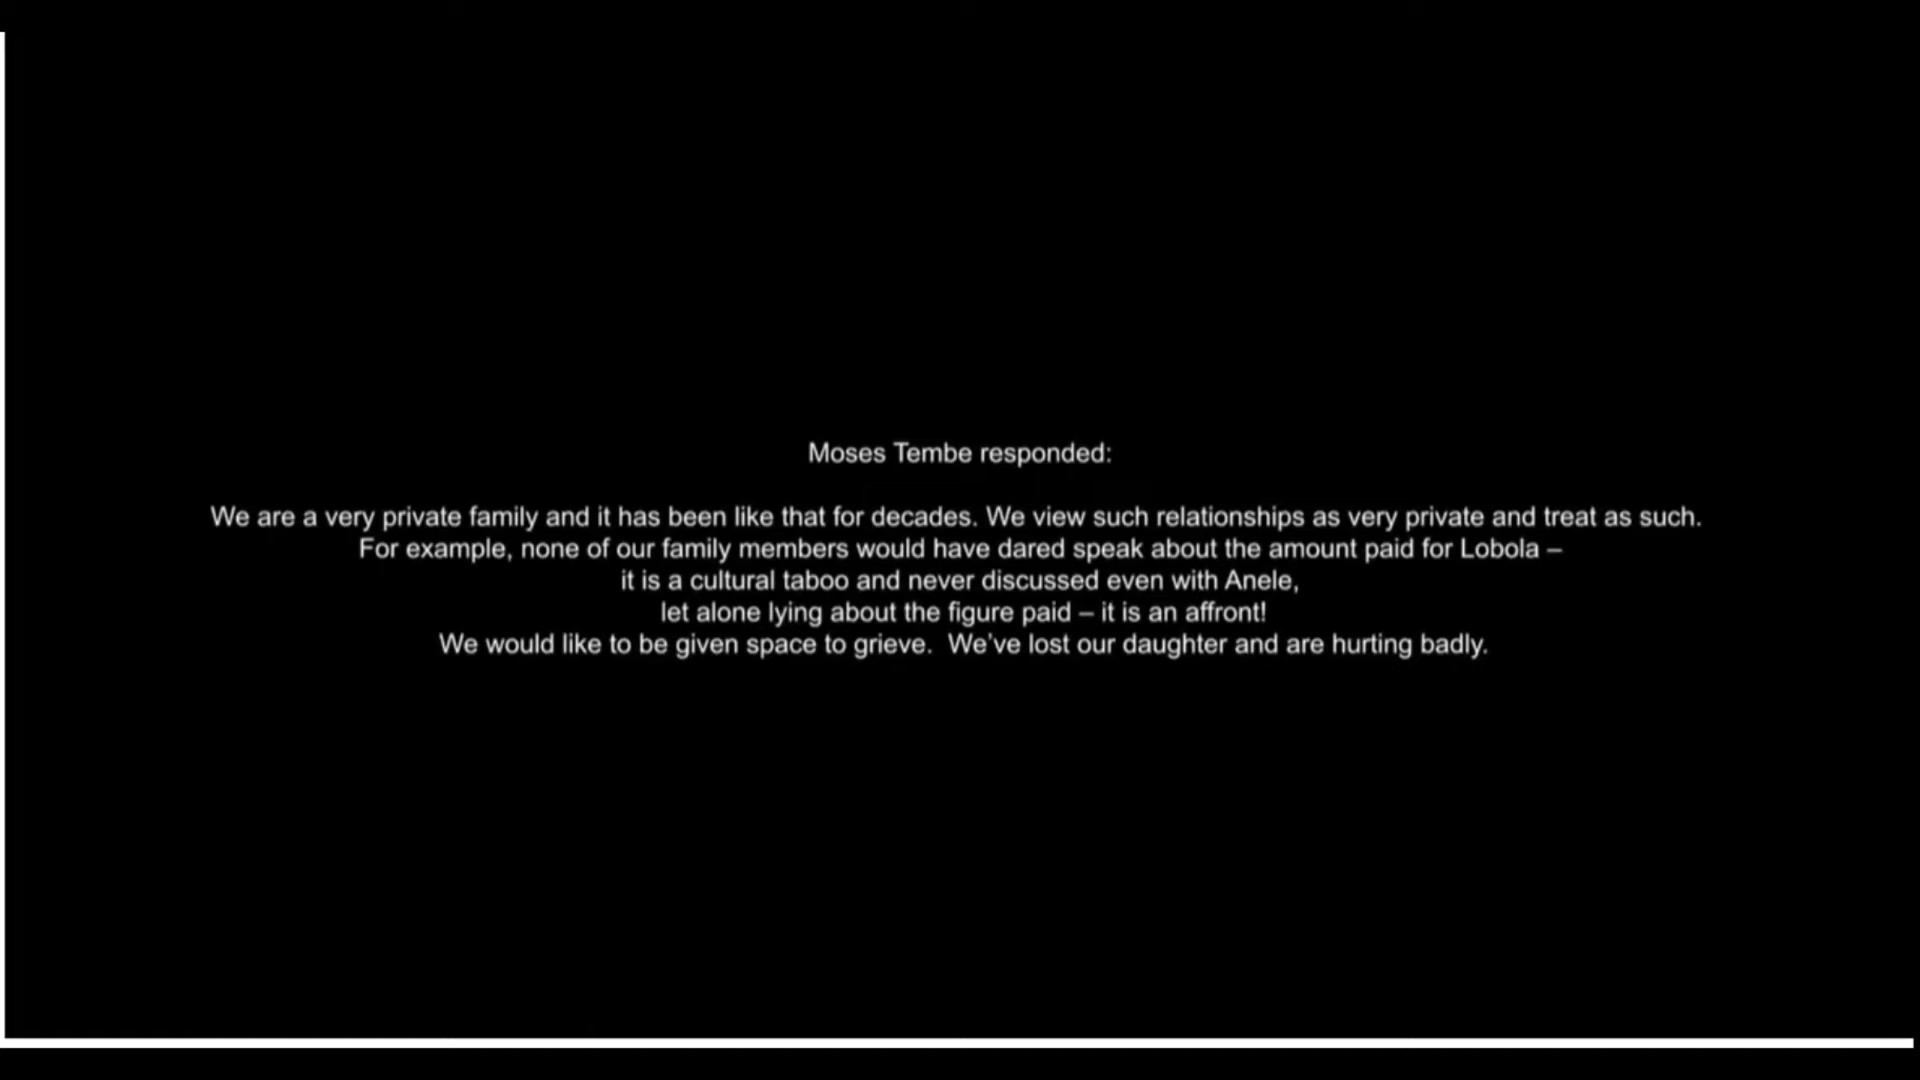 Moses Tembe responded:
We are a very private family and it has been like that for decades. We view such relationships as very private and treat as such.
For example, none of our family members would have dared speak about the amount paid for Lobola –
it is a cultural taboo and never discussed even with Anele,
let alone lying about the figure paid – it is an affront!
We would like to be given space to grieve.  We’ve lost our daughter and are hurting badly.